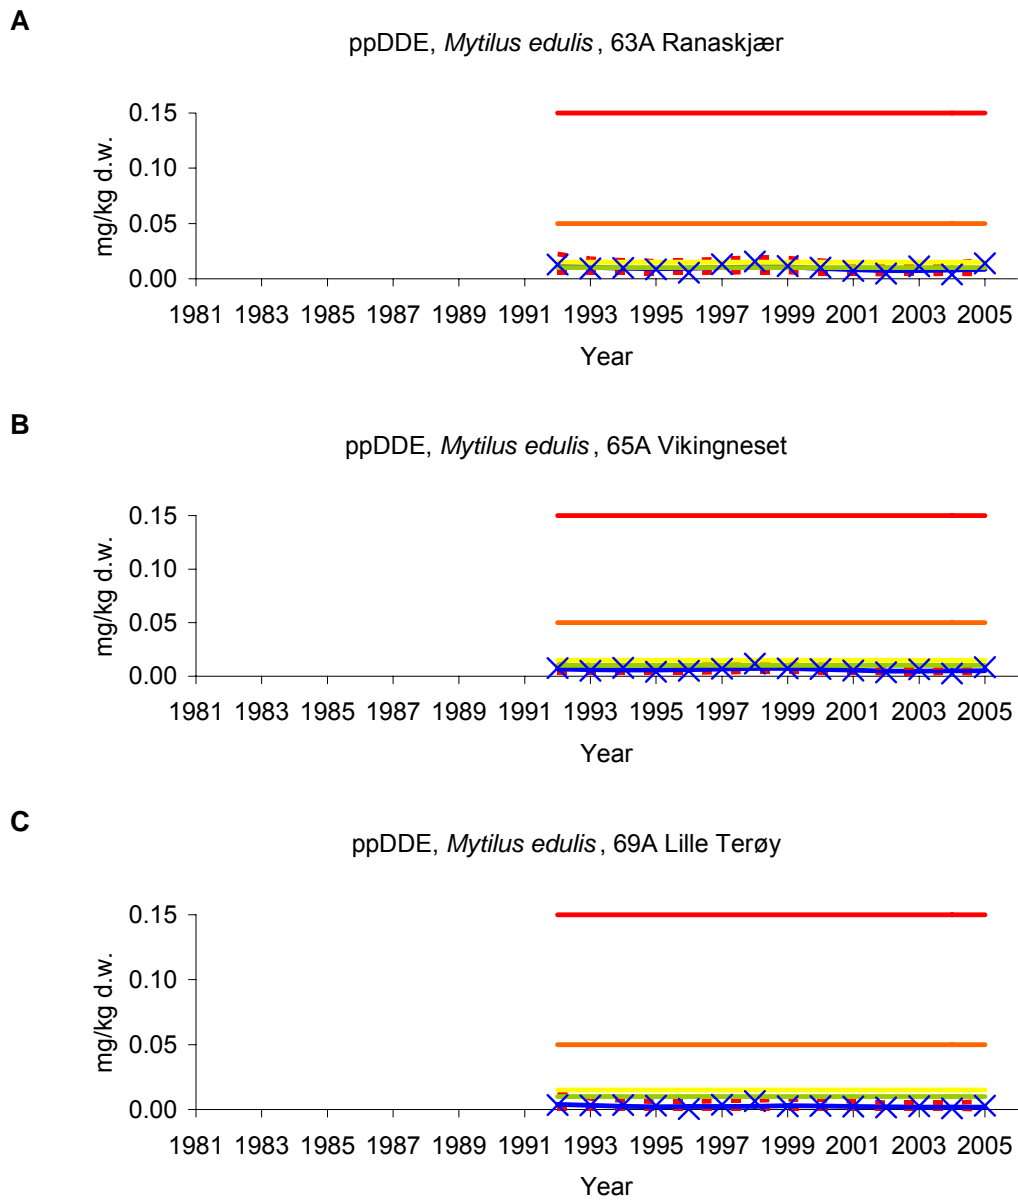 A
ppDDE, Mytilus edulis , 63A Ranaskjær
0.15
0.10
0.05
0.00
mg/kg d.w.
1981 1983 1985 1987 1989 1991 1993 1995 1997 1999 2001 2003 2005
Year
B
ppDDE, Mytilus edulis , 65A Vikingneset
0.15
0.10
0.05
0.00
mg/kg d.w.
1981 1983 1985 1987 1989 1991 1993 1995 1997 1999 2001 2003 2005
Year
C
ppDDE, Mytilus edulis , 69A Lille Terøy
0.15
0.10
0.05
0.00
mg/kg d.w.
1981 1983 1985 1987 1989 1991 1993 1995 1997 1999 2001 2003 2005
Year